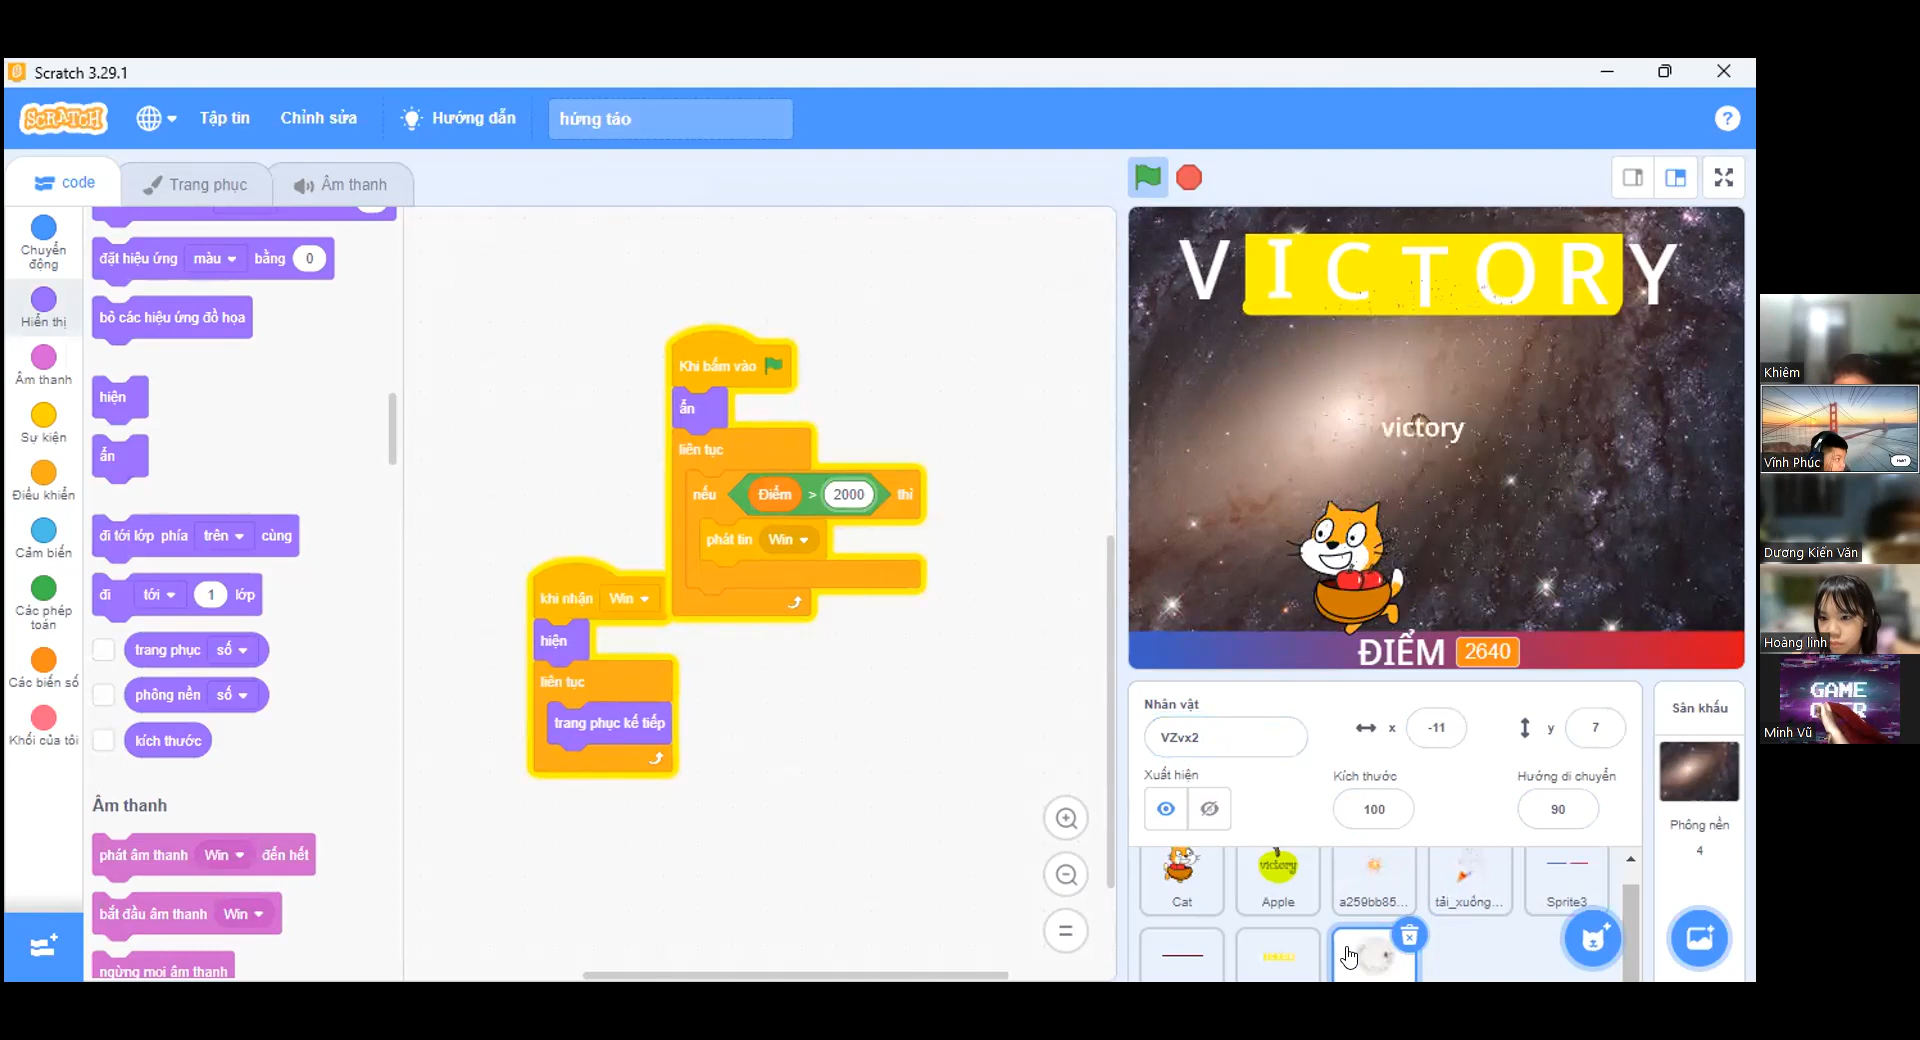 Scratch 3.29.1
SCRATCH
Tập tin
Chỉnh sửa
Hướng dẫn
hứng táo
?
code
Trang phục
Âm thanh
Chuyển động
Hiển thị
Âm thanh
Sự kiện
Điều khiển
Cảm biến
Các phép toán
Các biến số
Khối của tôi
đặt hiệu ứng màu bằng 0
bỏ các hiệu ứng đồ họa
hiện
ẩn
đi tới lớp phía trên cùng
đi tới 1 lớp
trang phục số
phông nền số
kích thước
Âm thanh
phát âm thanh Win đến hết
bắt đầu âm thanh Win
ngừng mọi âm thanh
Khi bấm vào
ẩn
liên tục
nếu Điểm > 2000 thì
phát tin Win
khi nhận Win
hiện
liên tục
trang phục kế tiếp
VICTORY
victory
ĐIỂM 2640
Nhân vật
VZvx2
x -11
y 7
Xuất hiện
Kích thước
100
Hướng di chuyển
90
Cat
victory
Apple
a259bb85...
tải_xuống...
Sprite3
Sân khấu
Phông nền
4
Khiêm
Vĩnh Phúc
Dương Kiến Văn
Hoàng linh
GAME
Minh Vũ